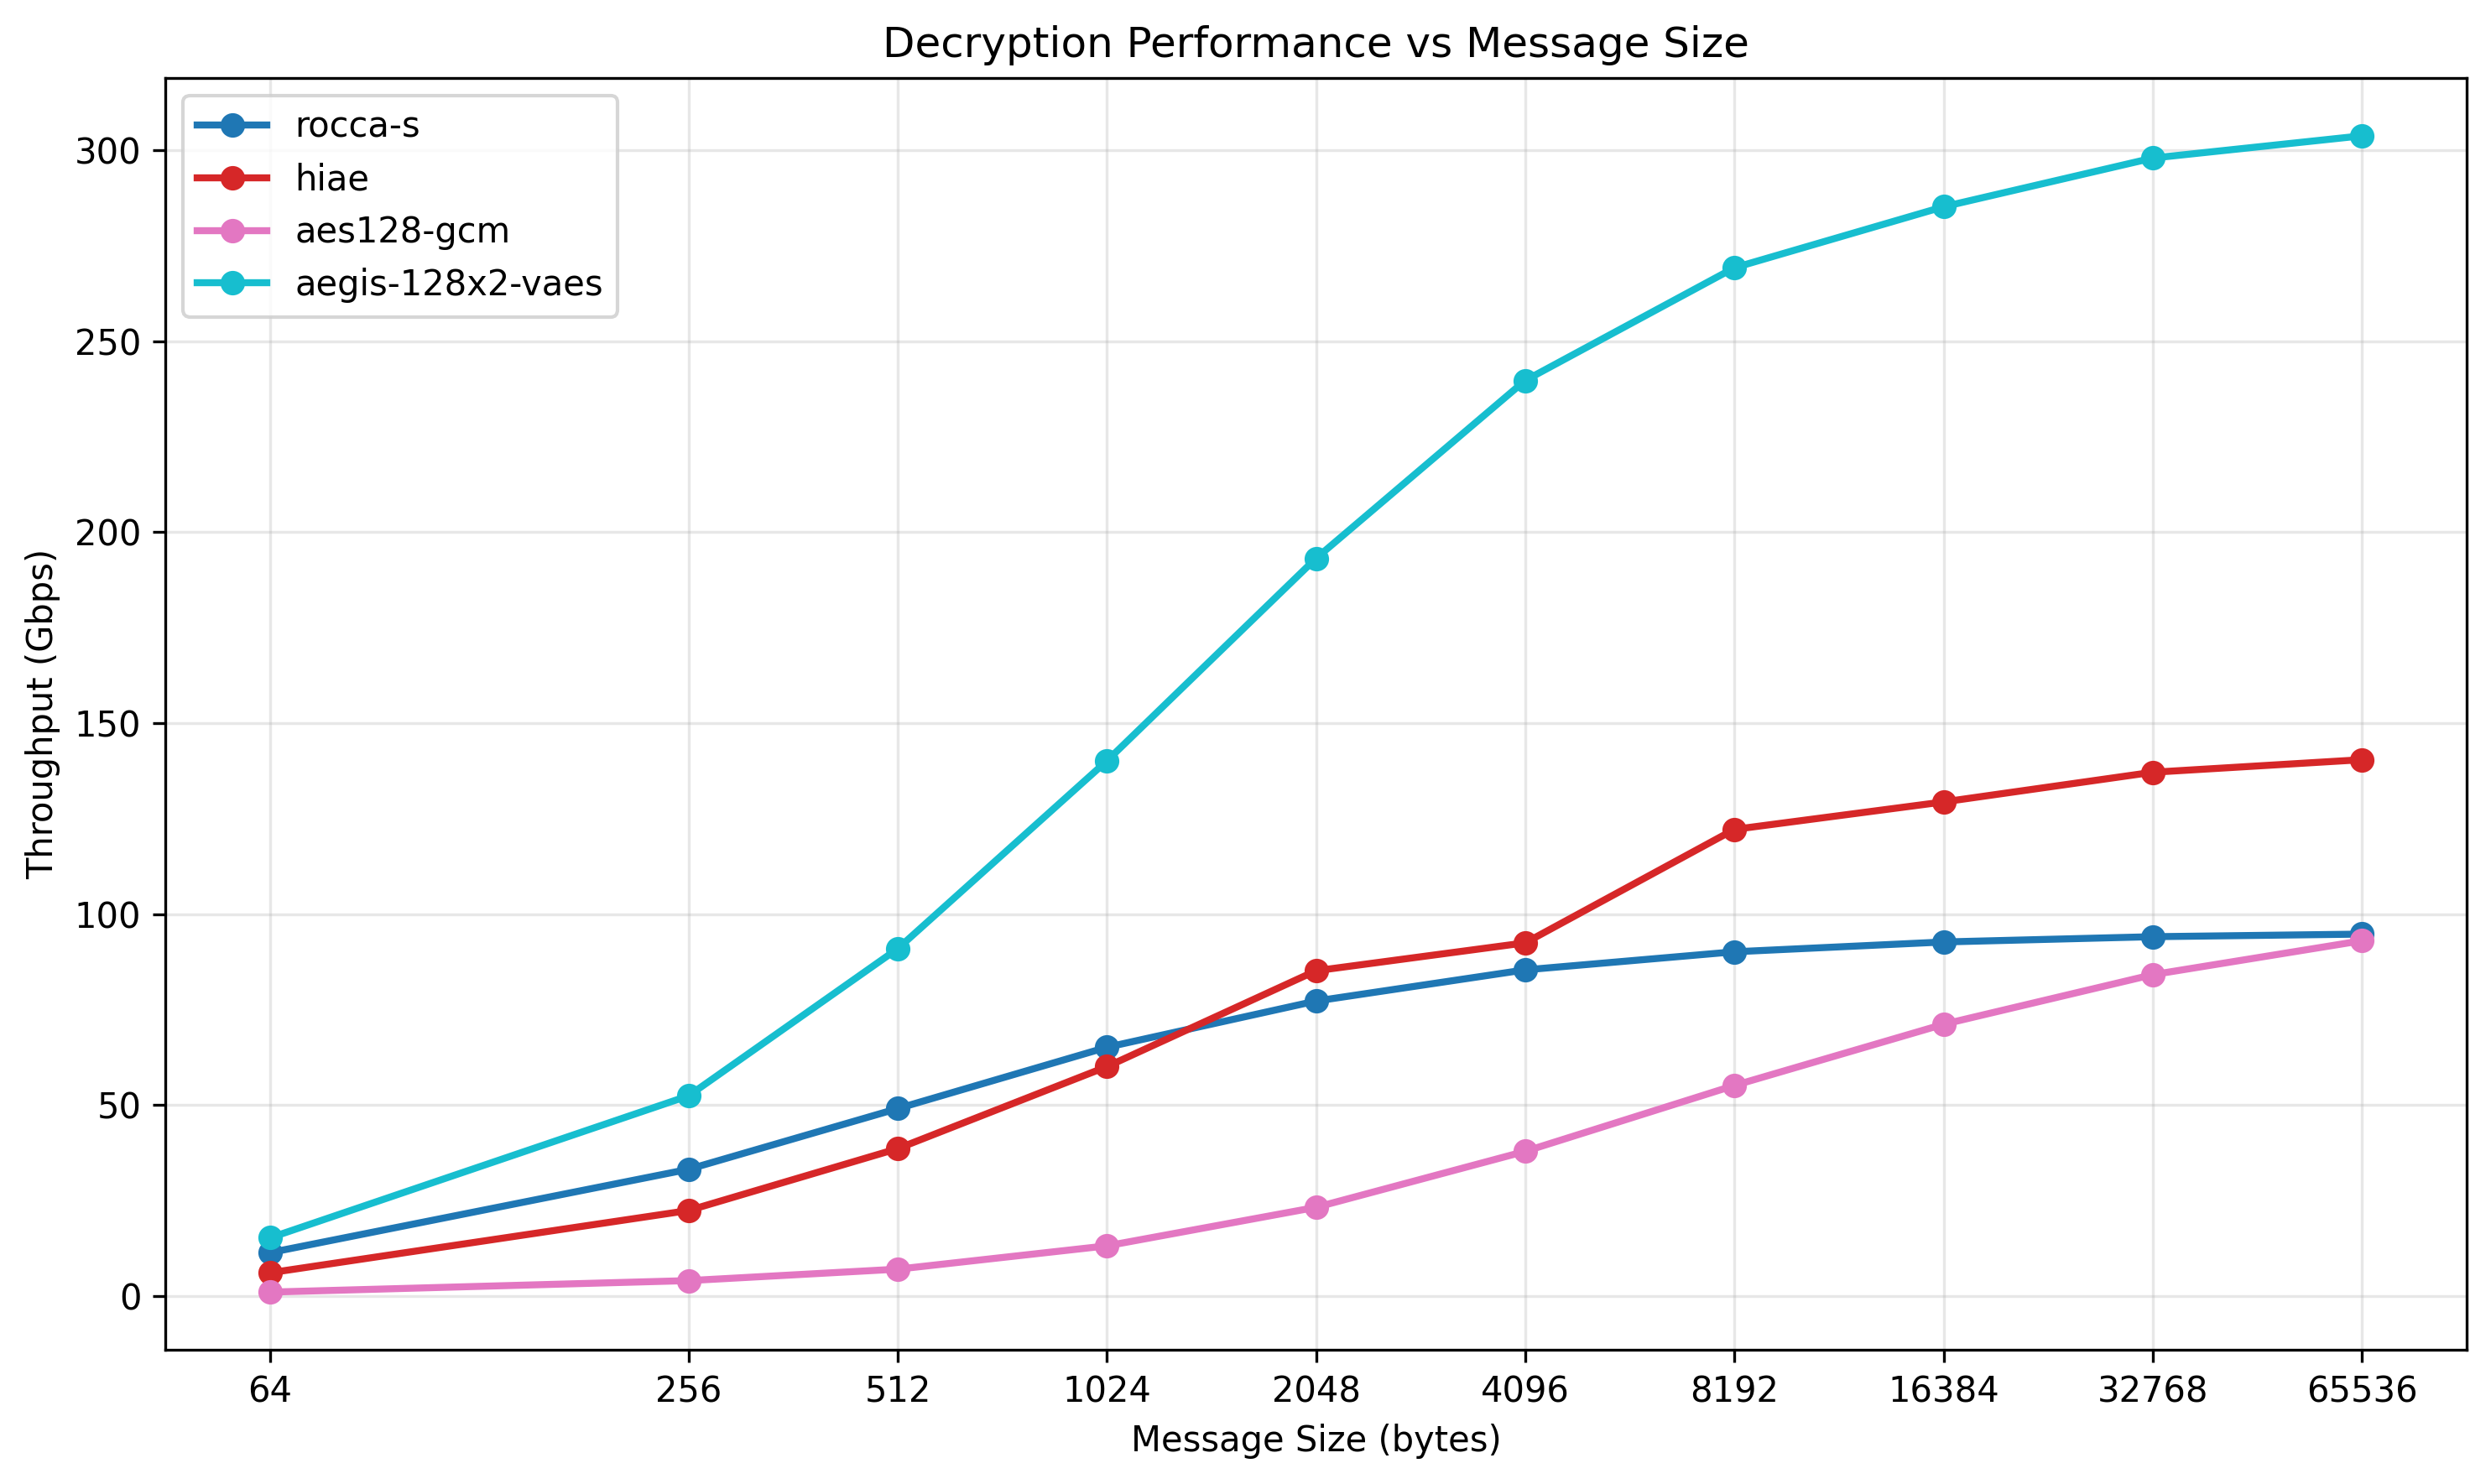 Decryption Performance vs Message Size
rocca-s
hiae
aes128-gcm
aegis-128x2-vaes
300
250
200
150
100
50
0
Throughput (Gbps)
64 256 512 1024 2048 4096 8192 16384 32768 65536
Message Size (bytes)